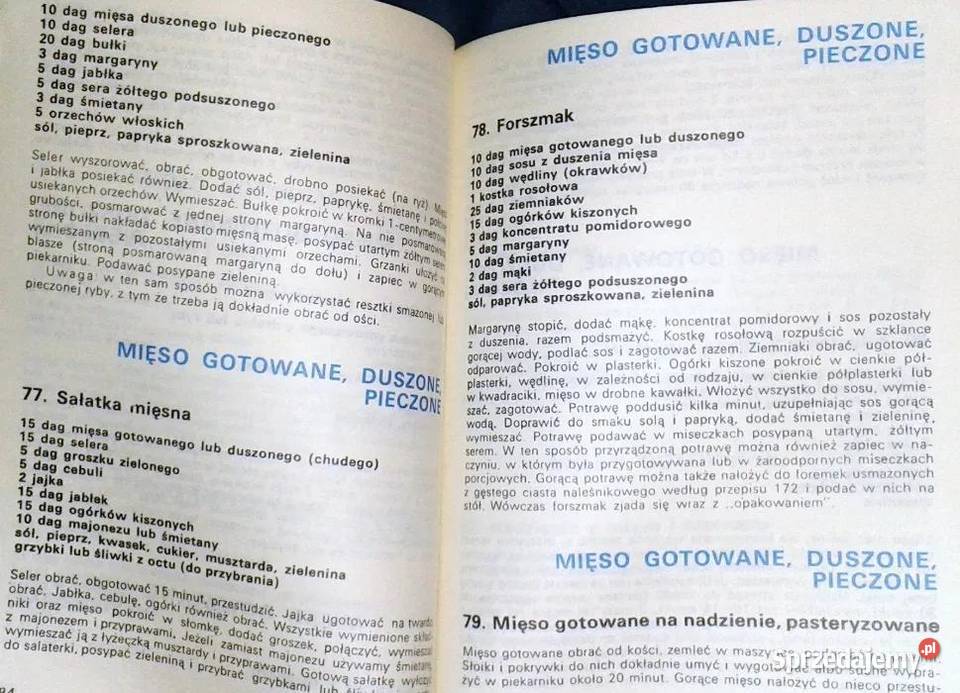 10 dag mięsa duszonego lub pieczonego
10 dag selera
20 dag bułki
3 dag margaryny
5 dag jabłka
5 dag sera żółtego podsuszonego
3 dag śmietany
5 orzechów włoskich
sól, pieprz, papryka sproszkowana, zielenina
Seler wyszorować, obrać, obgotować, drobno posiekać (na ryż). Mięso
i jabłka posiekać również. Dodać sól, pieprz, paprykę, śmietanę i połowę
usiekanych orzechów. Wymieszać. Bułkę pokroić w kromki 1-centymetrowej
grubości, posmarować z jednej strony margaryną. Na nie posmarowaną
stronę bułki nakładać kopiasto mięsną masę, posypać utartym żółtym serem
wymieszanym z pozostałymi usiekanymi orzechami. Grzanki ułożyć na
blasze (stroną posmarowaną margaryną do dołu) i zapiec w gorącym
piekarniku. Podawać posypane zieleniną.
Uwaga: w ten sam sposób można wykorzystać resztki smażonej lub
pieczonej ryby, z tym że trzeba ją dokładnie obrać od ości.
MIĘSO GOTOWANE, DUSZONE,
PIECZONE
77. Sałatka mięsna
15 dag mięsa gotowanego lub duszonego (chudego)
15 dag selera
5 dag groszku zielonego
5 dag cebuli
2 jajka
15 dag jabłek
15 dag ogórków kiszonych
10 dag majonezu lub śmietany
sól, pieprz, kwasek, cukier, musztarda, zielenina
grzybki lub śliwki z octu (do przybrania)
Seler obrać, obgotować 15 minut, przestudzić. Jajka ugotować na twardo
obrać. Jabłka, cebulę, ogórki również obrać. Wszystkie wymienione skład-
niki oraz mięso pokroić w słomkę, dodać groszek, połączyć, wymieszać
z majonezem i przyprawami. Jeżeli zamiast majonezu używamy śmietany,
wymieszać ją z łyżeczką musztardy i przyprawami. Gotową sałatkę wyłożyć
do salaterki, posypać zieleniną i przybrać grzybkami lub
MIĘSO GOTOWANE, DUSZONE,
PIECZONE
78. Forszmak
10 dag mięsa gotowanego lub duszonego
10 dag sosu z duszenia mięsa
10 dag wędliny (okrawków)
1 kostka rosołowa
25 dag ziemniaków
15 dag ogórków kiszonych
3 dag koncentratu pomidorowego
5 dag margaryny
10 dag śmietany
2 dag mąki
3 dag sera żółtego podsuszonego
sól, papryka sproszkowana, zielenina
Margarynę stopić, dodać mąkę, koncentrat pomidorowy i sos pozostały
z duszenia, razem podsmażyć. Kostkę rosołową rozpuścić w szklance
gorącej wody, podlać sos i zagotować razem. Ziemniaki obrać, ugotować
odparować. Pokroić w plasterki. Ogórki kiszone pokroić w cienkie pół-
plasterki, wędlinę, w zależności od rodzaju, w cienkie półplasterki lub
w kwadraciki, mięso w drobne kawałki. Włożyć wszystko do sosu, wymie-
szać, zagotować. Potrawę poddusić kilka minut, uzupełniając sos gorącą
wodą. Doprawić do smaku solą i papryką, dodać śmietanę i zieleninę,
wymieszać. Potrawę podawać w miseczkach posypaną utartym, żółtym
serem. W ten sposób przyrządzoną potrawę można również zapiec w na-
czyniu, w którym była przygotowywana lub w żaroodpornych miseczkach
porcjowych. Gorącą potrawę można także nałożyć do foremek usmażonych
z gęstego ciasta naleśnikowego według przepisu 172 i podać w nich na
stół. Wówczas forszmak zjada się wraz z „opakowaniem".
MIĘSO GOTOWANE, DUSZONE,
PIECZONE
79. Mięso gotowane na nadzienie, pasteryzowane
Mięso gotowane obrać od kości, zemleć w maszy
Słoiki i pokrywki do nich dokładnie umyć i wygotować albo suche wypra-
żyć w piekarniku około 20 minut. Gorące mięso nałożyć do nieco przestu-
Sprzedajemy.pl